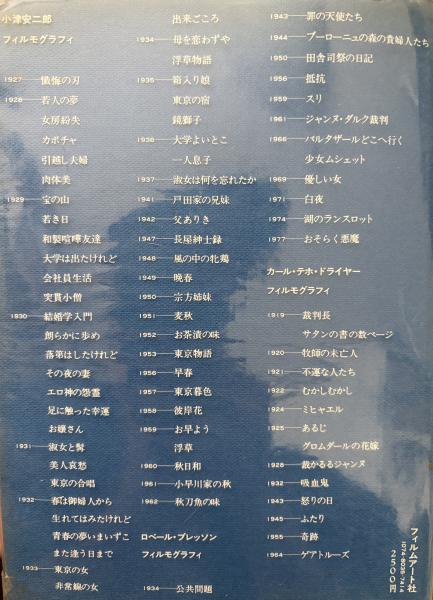 小津安二郎
フィルモグラフィ
1927——懺悔の刃
1928——若人の夢
女房紛失
カボチャ
引越し夫婦
肉体美
1929——宝の山
若き日
和製喧嘩友達
大学は出たけれど
会社員生活
突貫小僧
1930——結婚学入門
朗らかに歩め
落第はしたけれど
その夜の妻
エロ神の怨霊
足に触った幸運
お嬢さん
1931——淑女と髯
美人哀愁
東京の合唱
1932——春は御婦人から
生れてはみたけれど
青春の夢いまいずこ
また逢う日まで
1933——東京の女
非常線の女
出来ごころ
1934——母を恋わずや
浮草物語
1935——箱入り娘
東京の宿
鏡獅子
1936——大学よいとこ
一人息子
1937——淑女は何を忘れたか
1941——戸田家の兄妹
1942——父ありき
1947——長屋紳士録
1948——風の中の牝鶏
1949——晩春
1950——宗方姉妹
1951——麦秋
1952——お茶漬の味
1953——東京物語
1956——早春
1957——東京暮色
1958——彼岸花
1959——お早よう
浮草
1960——秋日和
1961——小早川家の秋
1962——秋刀魚の味
ロベール・ブレッソン
フィルモグラフィ
1934——公共問題
1943——罪の天使たち
1944——ブーローニュの森の貴婦人たち
1950——田舎司祭の日記
1956——抵抗
1959——スリ
1961——ジャンヌ・ダルク裁判
1966——バルタザールどこへ行く
少女ムシェット
1969——優しい女
1971——白夜
1974——湖のランスロット
1977——おそらく悪魔
カール・テホ・ドライヤー
フィルモグラフィ
1919——裁判長
サタンの書の数ページ
1920——牧師の未亡人
1921——不運な人たち
1922——むかしむかし
1924——ミヒャエル
1925——あるじ
グロムダールの花嫁
1928——裁かるるジャンヌ
1932——吸血鬼
1943——怒りの日
1945——ふたり
1955——奇跡
1964——ゲアトルーズ
フィルムアート社
1074-8036-7414
2500円